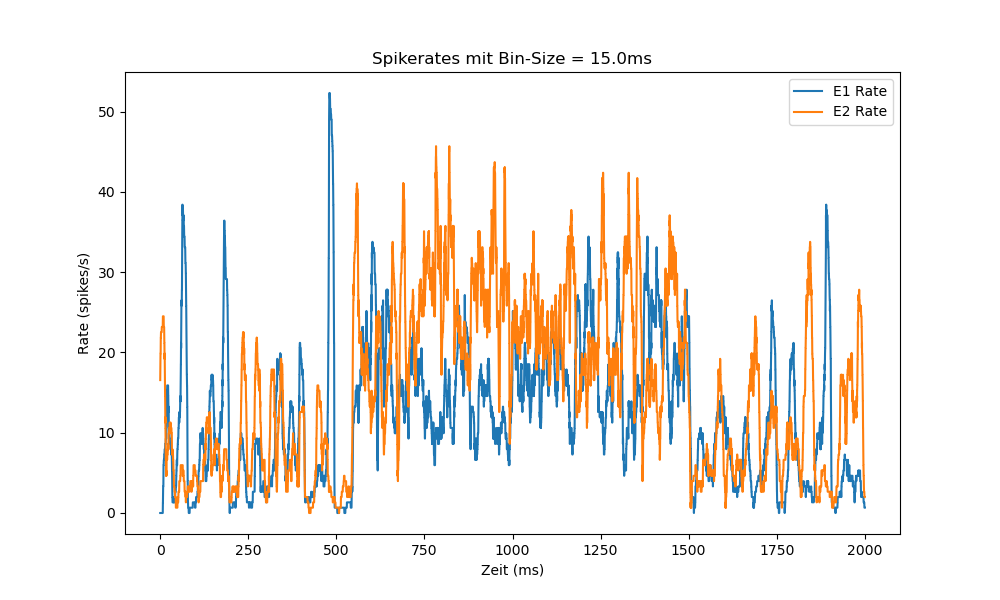 Spikerates mit Bin-Size = 15.0ms
E1 Rate
E2 Rate
50
40
30
20
10
0
Rate (spikes/s)
0 250 500 750 1000 1250 1500 1750 2000
Zeit (ms)